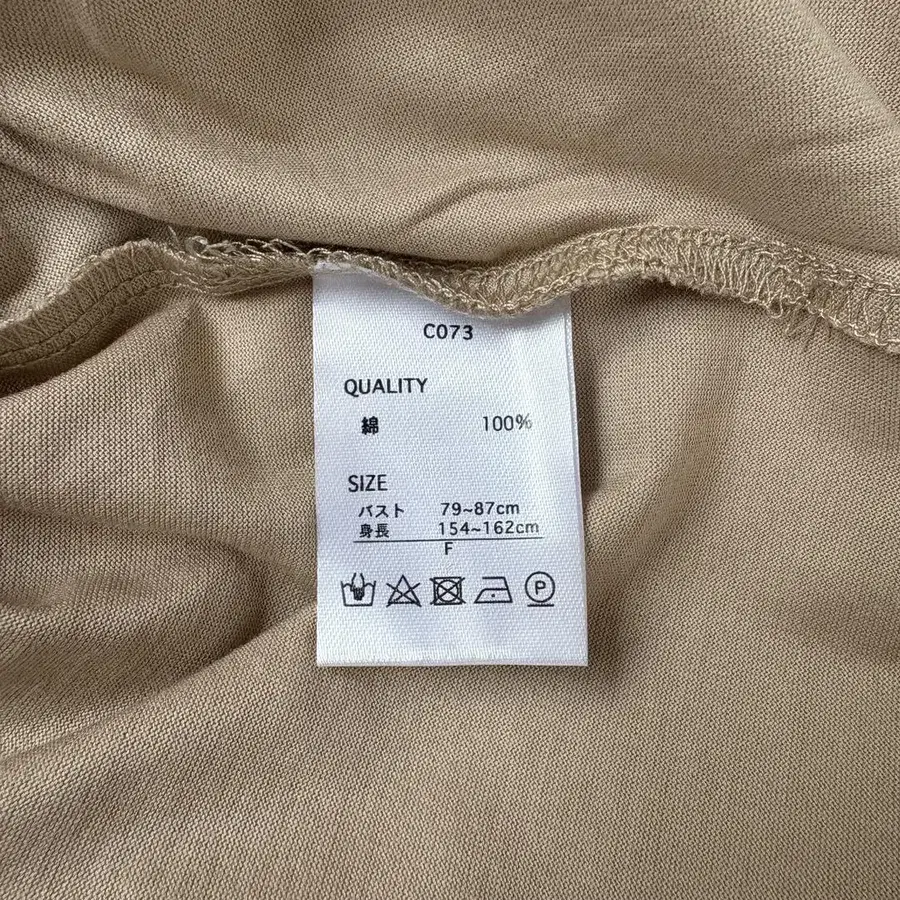 C073
QUALITY
綿 100%
SIZE
バスト 79~87cm
身長 154~162cm
F
P